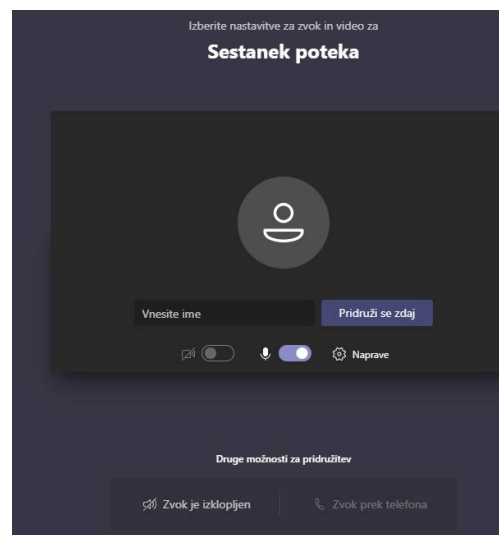 Izberite nastavitve za zvok in video za
Sestanek poteka
Vnesite ime
Pridruži se zdaj
Naprave
Druge možnosti za pridružitev
Zvok je izklopljen
Zvok prek telefona